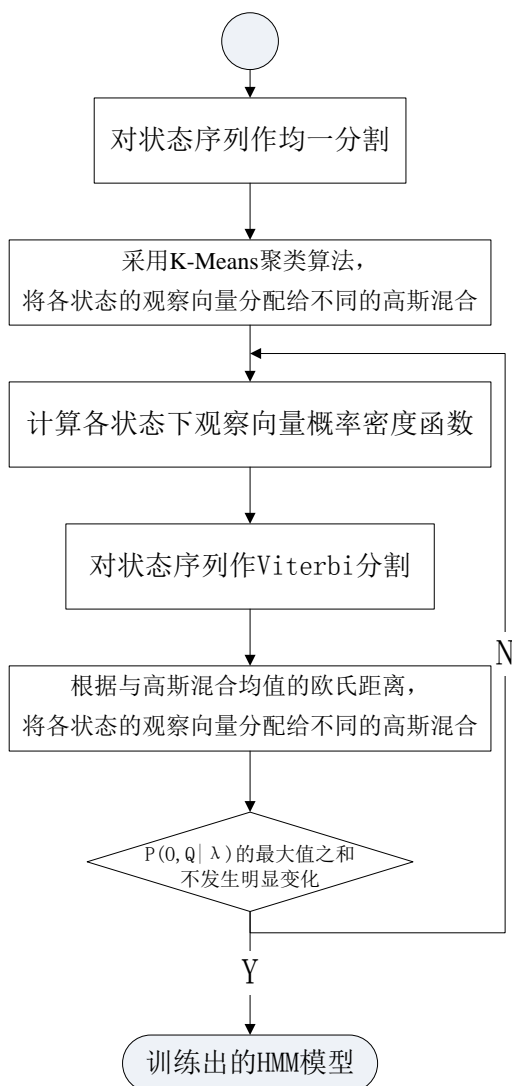 对状态序列作均一分割
采用K-Means聚类算法,
将各状态的观察向量分配给不同的高斯混合
计算各状态下观察向量概率密度函数
对状态序列作Viterbi分割
N
根据与高斯混合均值的欧氏距离,
将各状态的观察向量分配给不同的高斯混合
P(O,Q|λ)的最大值之和
不发生明显变化
Y
训练出的HMM模型